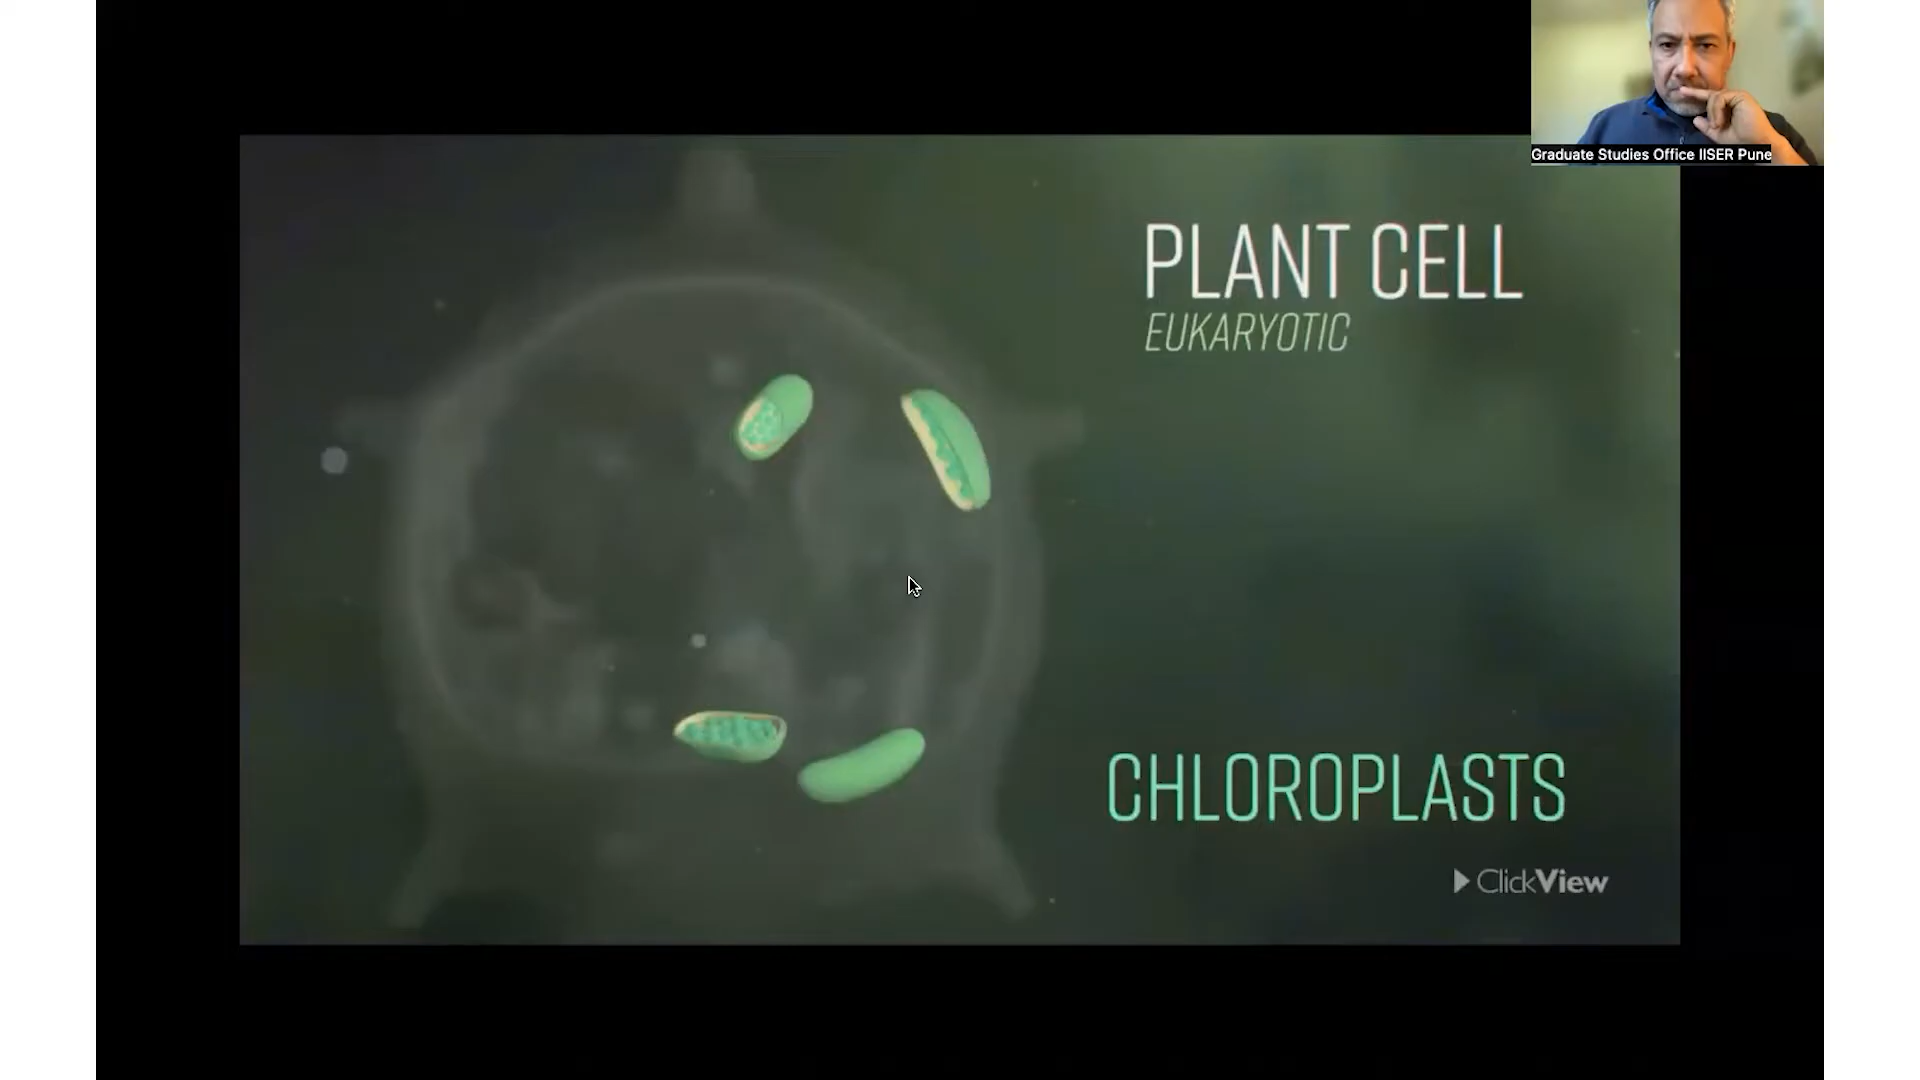 Graduate Studies Office IISER Pune
PLANT CELL
EUKARYOTIC
CHLOROPLASTS
ClickView